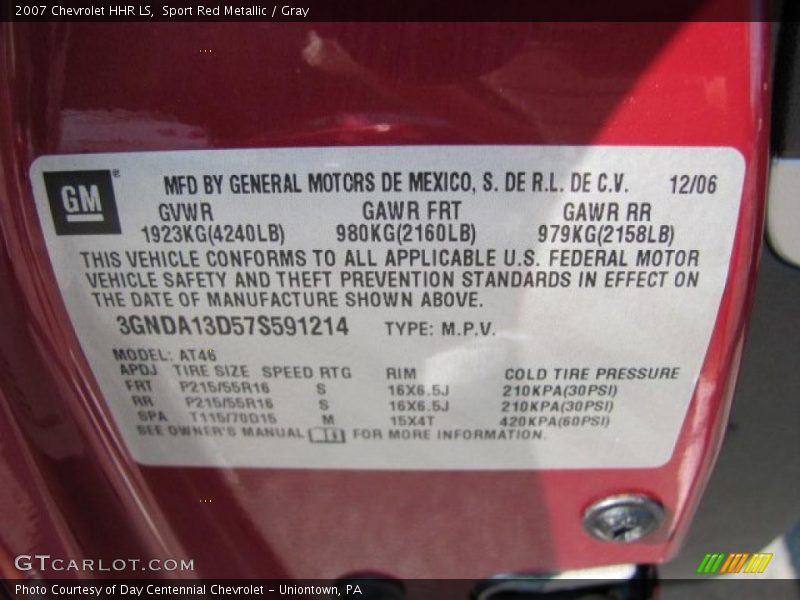 2007 Chevrolet HHR LS, Sport Red Metallic / Gray
GM®
MFD BY GENERAL MOTORS DE MEXICO, S. DE R.L. DE C.V. 12/06
GVWR GAWR FRT GAWR RR
1923KG(4240LB) 980KG(2160LB) 979KG(2158LB)
THIS VEHICLE CONFORMS TO ALL APPLICABLE U.S. FEDERAL MOTOR
VEHICLE SAFETY AND THEFT PREVENTION STANDARDS IN EFFECT ON
THE DATE OF MANUFACTURE SHOWN ABOVE.
3GNDA13D57S591214 TYPE: M.P.V.
MODEL: AT46
APDJ TIRE SIZE SPEED RTG RIM COLD TIRE PRESSURE
FRT P215/55R16 S 16X6.5J 210KPA(30PSI)
RR P215/55R16 S 16X6.5J 210KPA(30PSI)
SPA T115/70D15 M 15X4T 420KPA(60PSI)
SEE OWNER'S MANUAL FOR MORE INFORMATION.
GTCARLOT.COM
Photo Courtesy of Day Centennial Chevrolet - Uniontown, PA